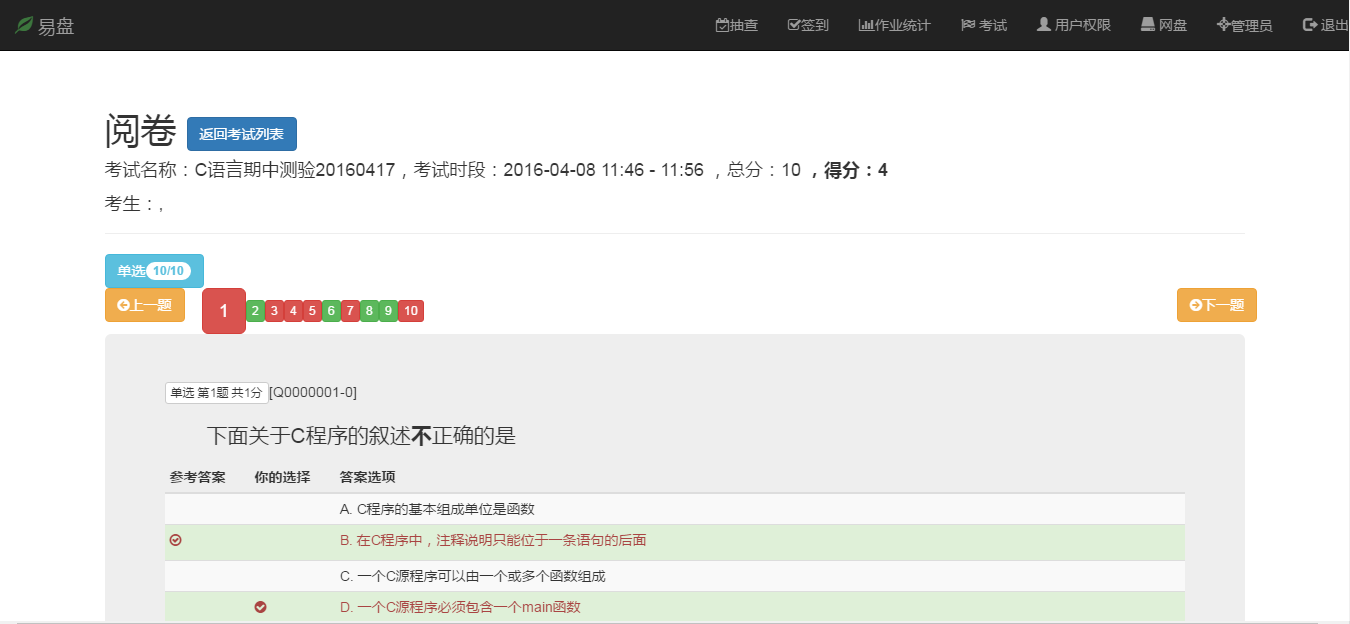 易盘 抽查 签到 作业统计 考试 用户权限 网盘 管理员 退出
阅卷 返回考试列表
考试名称：C语言期中测验20160417，考试时段：2016-04-08 11:46 - 11:56 ，总分：10 ，得分：4
考生：,
单选 10/10
上一题 1 2 3 4 5 6 7 8 9 10 下一题
单选 第1题 共1分 [Q0000001-0]
下面关于C程序的叙述不正确的是
参考答案 你的选择 答案选项
A. C程序的基本组成单位是函数
B. 在C程序中，注释说明只能位于一条语句的后面
C. 一个C源程序可以由一个或多个函数组成
D. 一个C源程序必须包含一个main函数